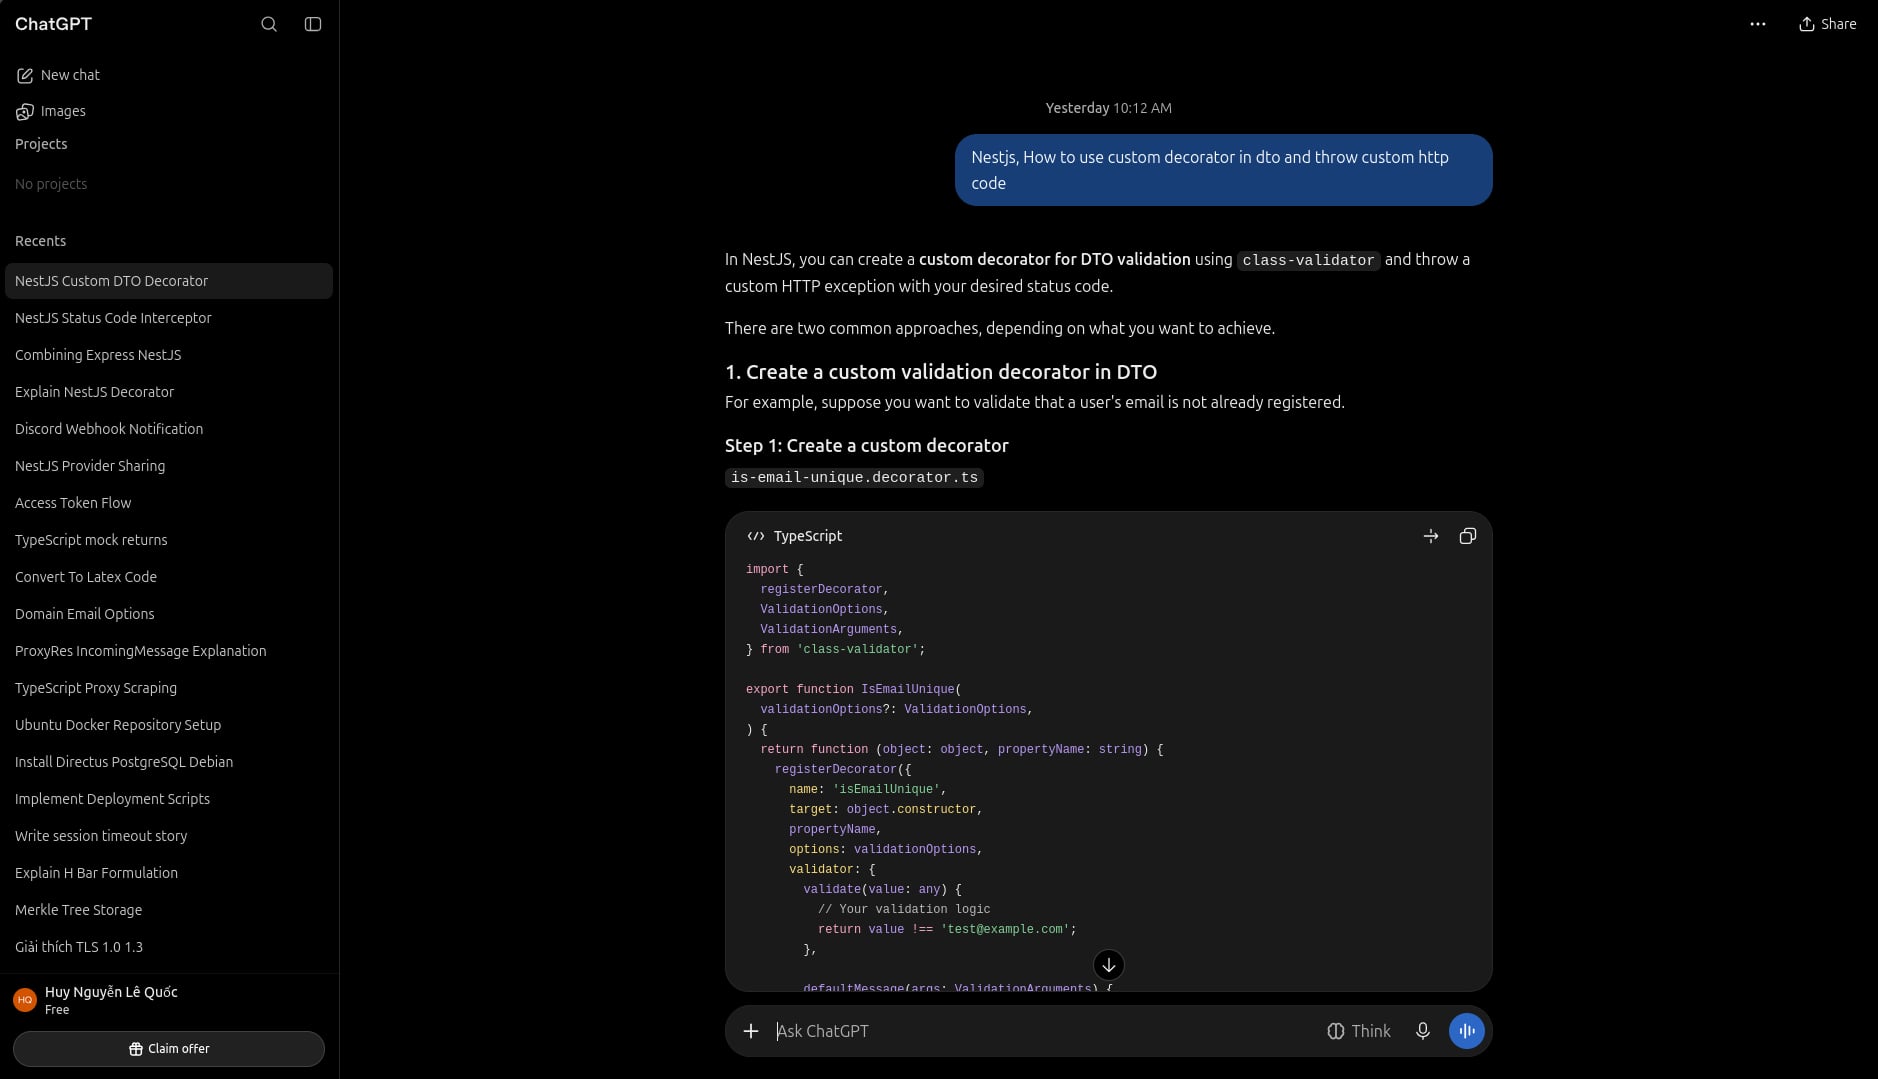 ChatGPT
New chat
Images
Projects
No projects
Recents
NestJS Custom DTO Decorator
NestJS Status Code Interceptor
Combining Express NestJS
Explain NestJS Decorator
Discord Webhook Notification
NestJS Provider Sharing
Access Token Flow
TypeScript mock returns
Convert To Latex Code
Domain Email Options
ProxyRes IncomingMessage Explanation
TypeScript Proxy Scraping
Ubuntu Docker Repository Setup
Install Directus PostgreSQL Debian
Implement Deployment Scripts
Write session timeout story
Explain H Bar Formulation
Merkle Tree Storage
Giải thích TLS 1.0 1.3
HQ
Huy Nguyễn Lê Quốc
Free
Claim offer
Share
Yesterday 10:12 AM
Nestjs, How to use custom decorator in dto and throw custom http
code
In NestJS, you can create a custom decorator for DTO validation using class-validator and throw a
custom HTTP exception with your desired status code.
There are two common approaches, depending on what you want to achieve.
1. Create a custom validation decorator in DTO
For example, suppose you want to validate that a user's email is not already registered.
Step 1: Create a custom decorator
is-email-unique.decorator.ts
TypeScript
import {
  registerDecorator,
  ValidationOptions,
  ValidationArguments,
} from 'class-validator';
export function IsEmailUnique(
  validationOptions?: ValidationOptions,
) {
  return function (object: object, propertyName: string) {
    registerDecorator({
      name: 'isEmailUnique',
      target: object.constructor,
      propertyName,
      options: validationOptions,
      validator: {
        validate(value: any) {
          // Your validation logic
          return value !== 'test@example.com';
        },
        defaultMessage(args: ValidationArguments) {
Ask ChatGPT
Think